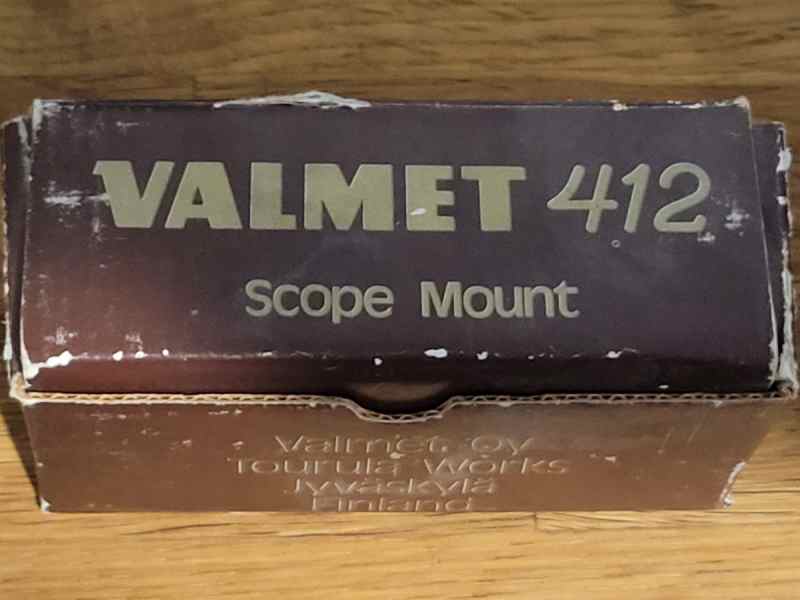 VALMET 412
Scope Mount
Valmet Oy
Tourula Works
Jyväskylä
Finland